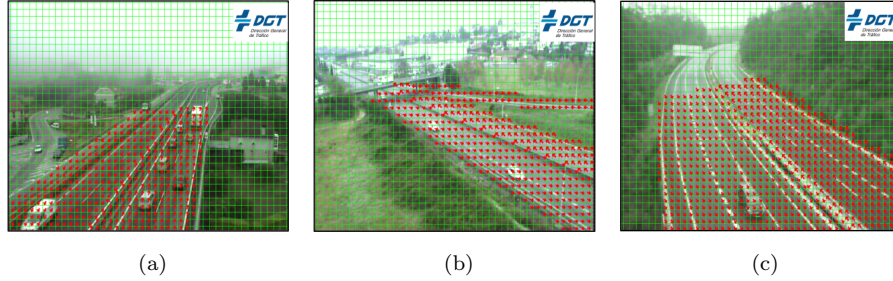 DGT
Dirección General
de Tráfico
DGT
Dirección General
de Tráfico
DGT
Dirección General
de Tráfico
(a)
(b)
(c)